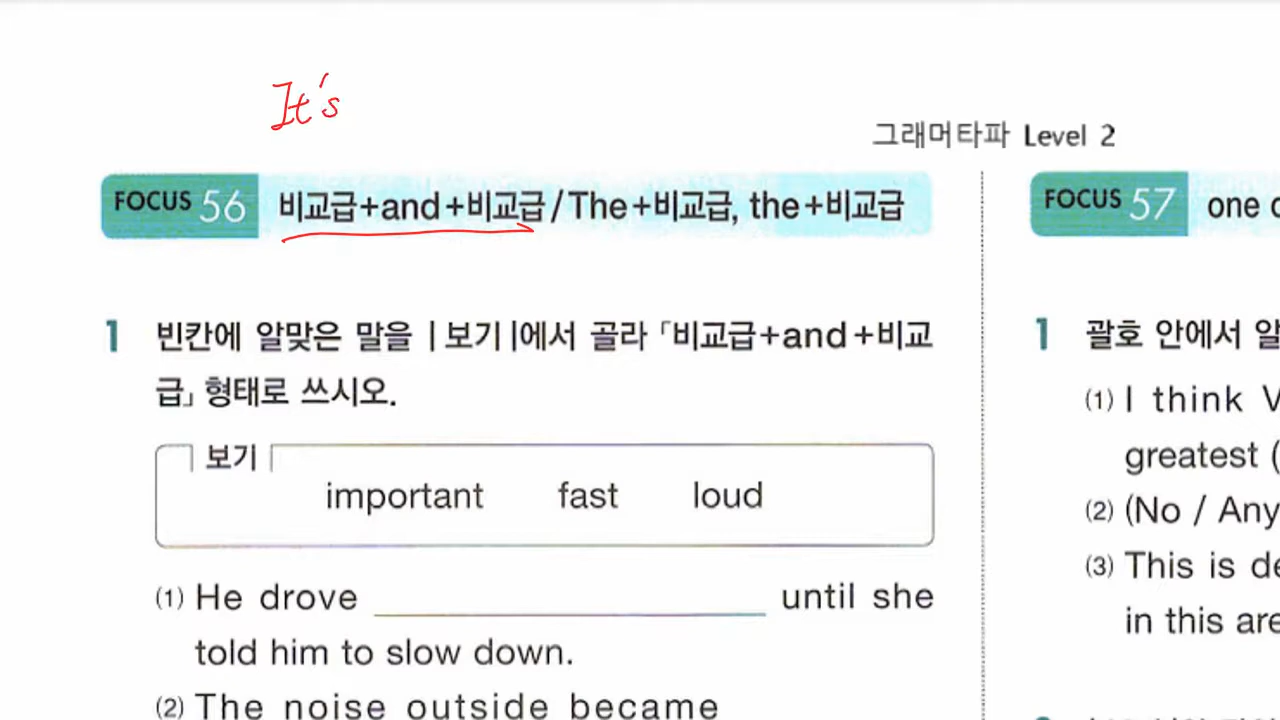 It's
그래머타파 Level 2
FOCUS 56 비교급+and+비교급/The+비교급, the+비교급
1 빈칸에 알맞은 말을 |보기|에서 골라 「비교급+and+비교
급」 형태로 쓰시오.
보기
important fast loud
(1) He drove until she
told him to slow down.
(2) The noise outside became
FOCUS 57 one
1 괄호 안에서
(1) I think
greatest (
(2) (No / Any
(3) This is
in this